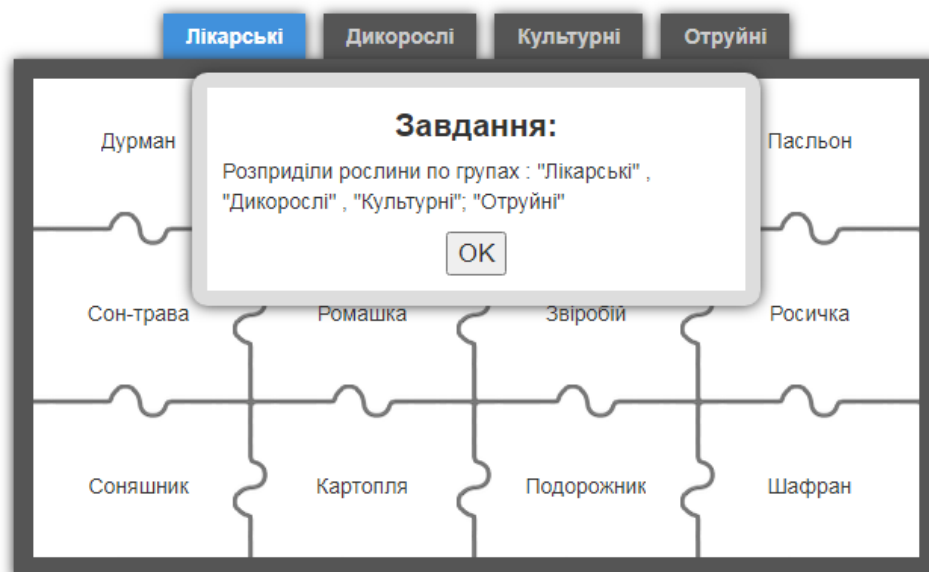 Лікарські Дикорослі Культурні Отруйні
Завдання:
Розприділи рослини по групах : "Лікарські" ,
"Дикорослі" , "Культурні"; "Отруйні"
OK
Дурман Пасльон
Сон-трава Ромашка Звіробій Росичка
Соняшник Картопля Подорожник Шафран